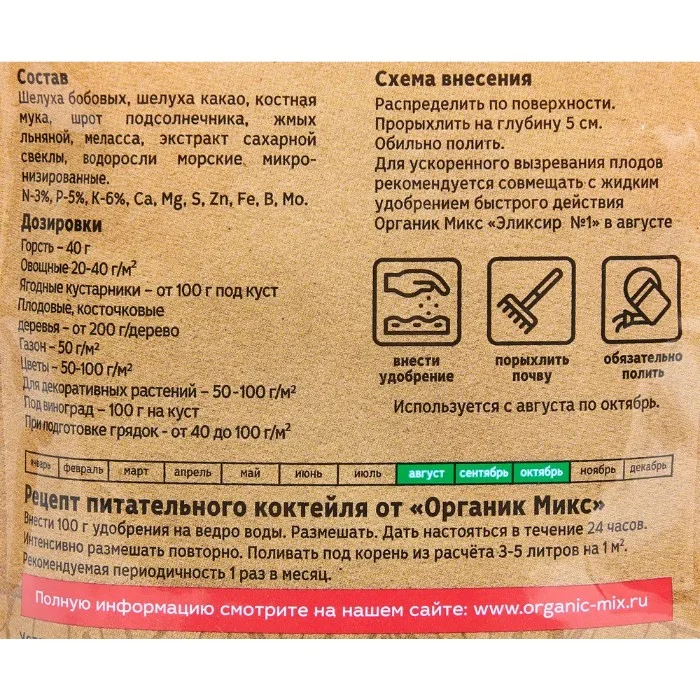 Состав
Шелуха бобовых, шелуха какао, костная
мука, шрот подсолнечника, жмых
льняной, меласса, экстракт сахарной
свеклы, водоросли морские микро-
низированные.
N-3%, P-5%, К-6%, Ca, Mg, S, Zn, Fe, B, Mo.
Дозировки
Горсть – 40 г
Овощные 20-40 г/м²
Ягодные кустарники – от 100 г под куст
Плодовые, косточковые
деревья – от 200 г/дерево
Газон – 50 г/м²
Цветы – 50-100 г/м²
Для декоративных растений – 50-100 г/м²
Под виноград – 100 г на куст
При подготовке грядок - от 40 до 100 г/м²
Схема внесения
Распределить по поверхности.
Прорыхлить на глубину 5 см.
Обильно полить.
Для ускоренного вызревания плодов
рекомендуется совмещать с жидким
удобрением быстрого действия
Органик Микс «Эликсир №1» в августе
внести
удобрение
порыхлить
почву
обязательно
полить
Используется с августа по октябрь.
январь февраль март апрель май июнь июль август сентябрь октябрь ноябрь декабрь
Рецепт питательного коктейля от «Органик Микс»
Внести 100 г удобрения на ведро воды. Размешать. Дать настояться в течение 24 часов.
Интенсивно размешать повторно. Поливать под корень из расчёта 3-5 литров на 1 м².
Рекомендуемая периодичность 1 раз в месяц.
Полную информацию смотрите на нашем сайте: www.organic-mix.ru